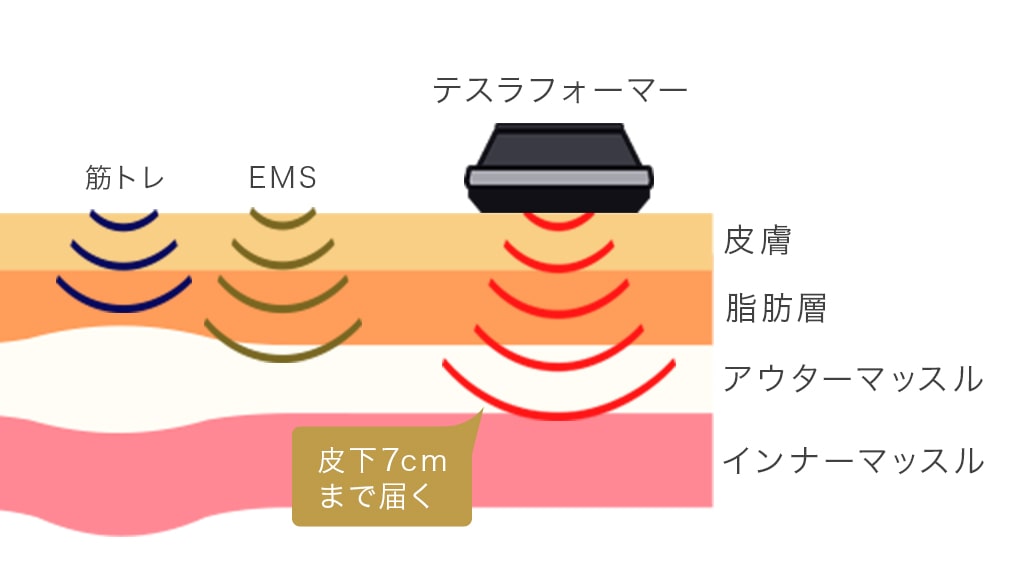 テスラフォーマー
筋トレ
EMS
皮膚
脂肪層
アウターマッスル
インナーマッスル
皮下7cm
まで届く